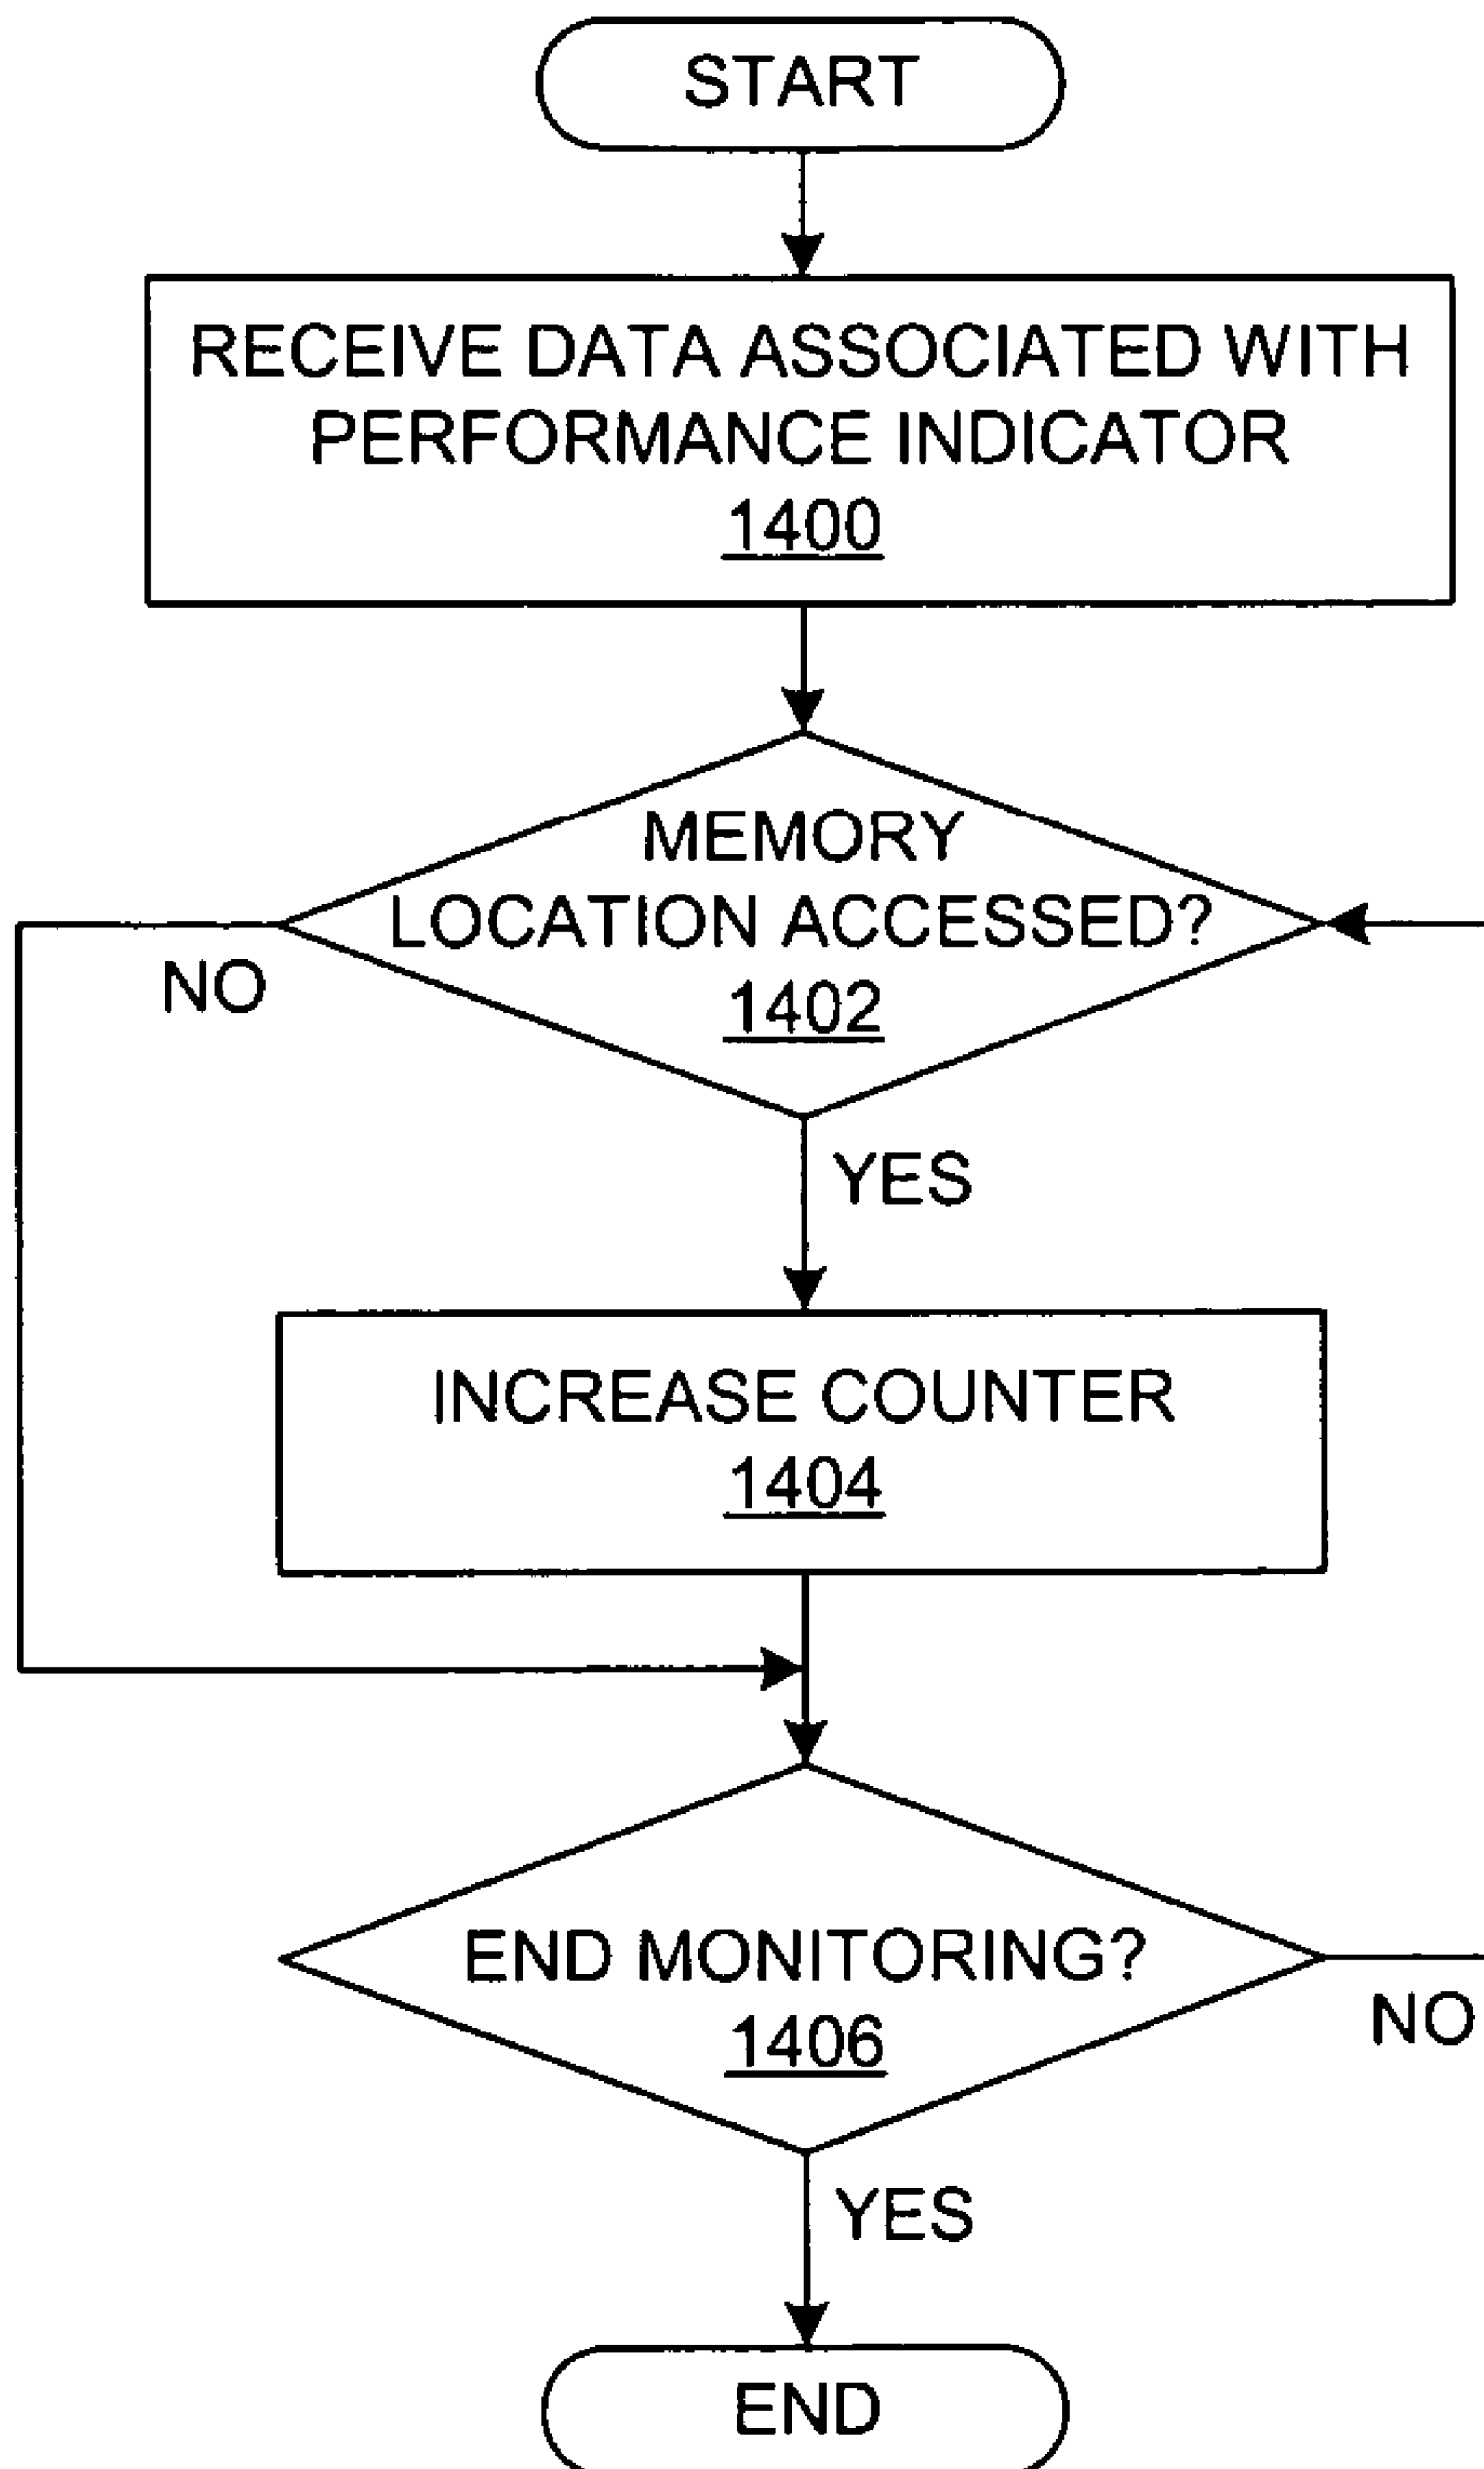 START
RECEIVE DATA ASSOCIATED WITH
PERFORMANCE INDICATOR
1400
MEMORY
LOCATION ACCESSED?
1402
NO
YES
INCREASE COUNTER
1404
END MONITORING?
1406
NO
YES
END